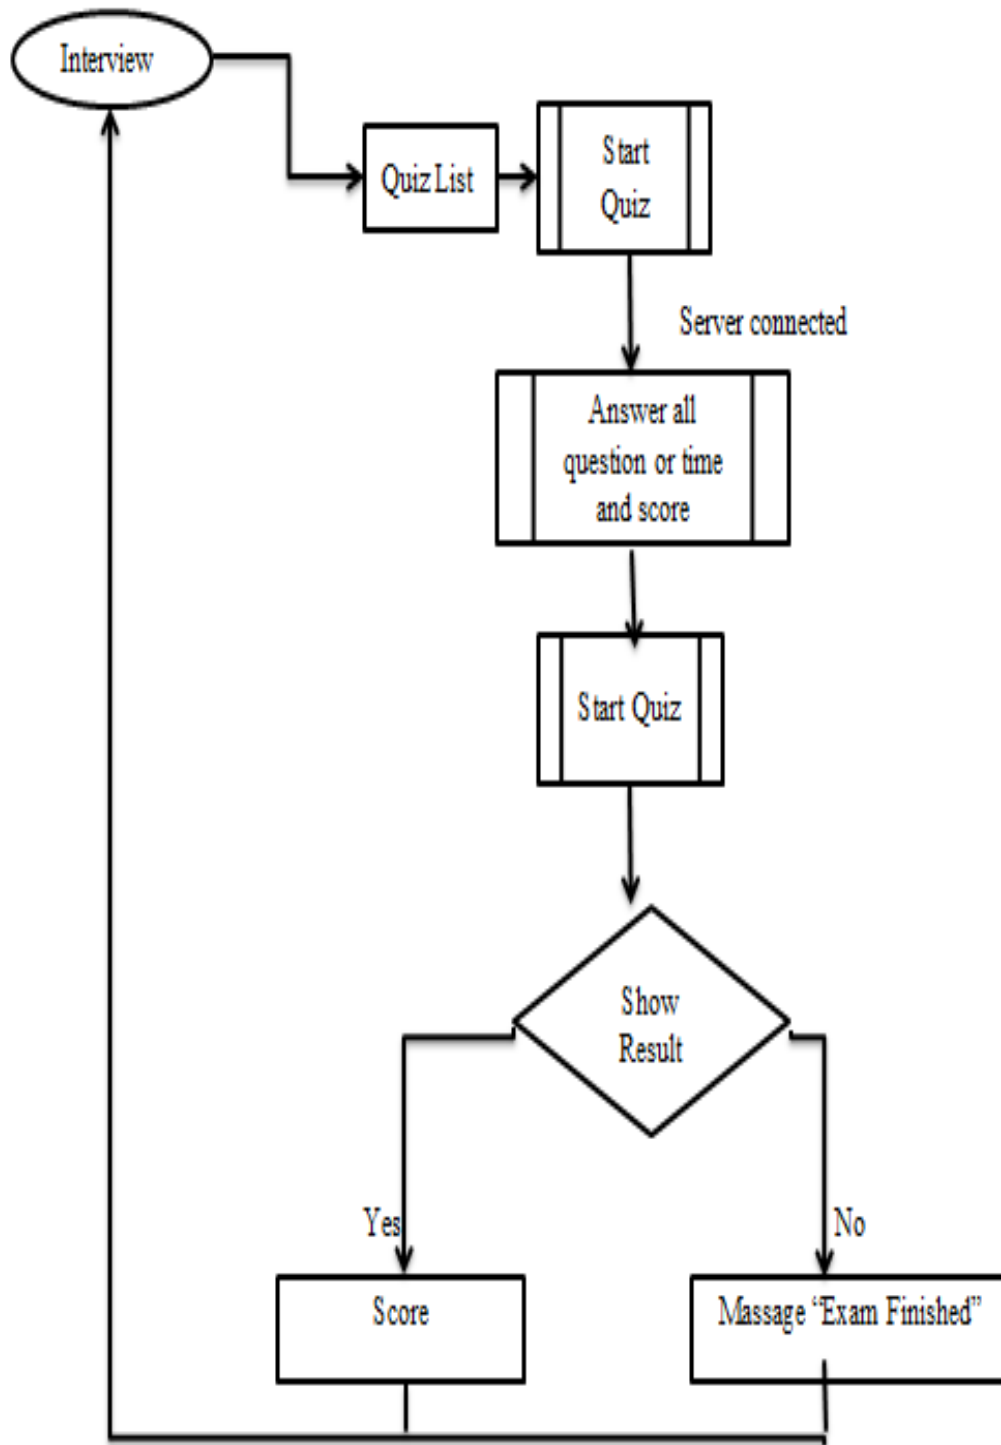 Interview
Quiz List
Start
Quiz
Server connected
Answer all
question or time
and score
Start Quiz
Show
Result
Yes
No
Score
Massage “Exam Finished”